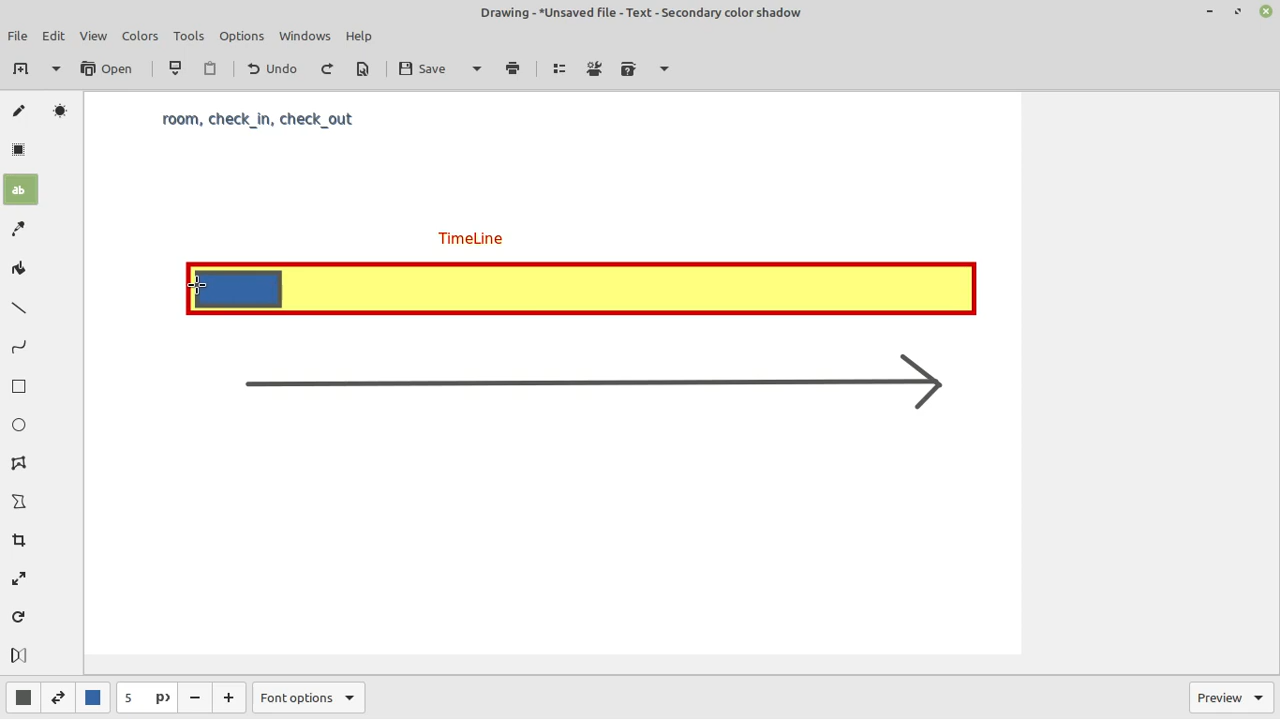 Drawing - *Unsaved file - Text - Secondary color shadow
File Edit View Colors Tools Options Windows Help
Open Undo Save
ab
room, check_in, check_out
TimeLine
5 px Font options Preview